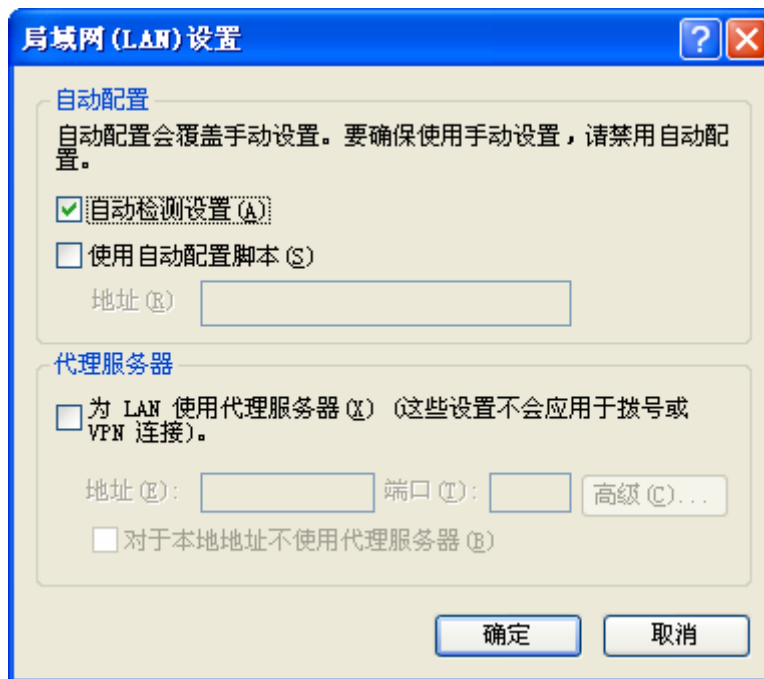 局域网(LAN)设置
自动配置
自动配置会覆盖手动设置。要确保使用手动设置，请禁用自动配
置。
自动检测设置(A)
使用自动配置脚本(S)
地址(R)
代理服务器
为 LAN 使用代理服务器(X) (这些设置不会应用于拨号或
VPN 连接)。
地址(E): 端口(T): 高级(C)...
对于本地地址不使用代理服务器(B)
确定 取消